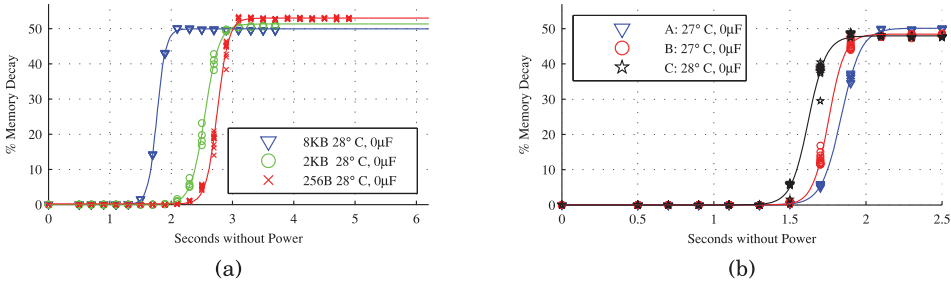 % Memory Decay
50
40
30
20
10
0
0 1 2 3 4 5 6
Seconds without Power
8KB 28° C, 0µF
2KB 28° C, 0µF
256B 28° C, 0µF
(a)
% Memory Decay
50
40
30
20
10
0
0 0.5 1 1.5 2 2.5
Seconds without Power
A: 27° C, 0µF
B: 27° C, 0µF
C: 28° C, 0µF
(b)